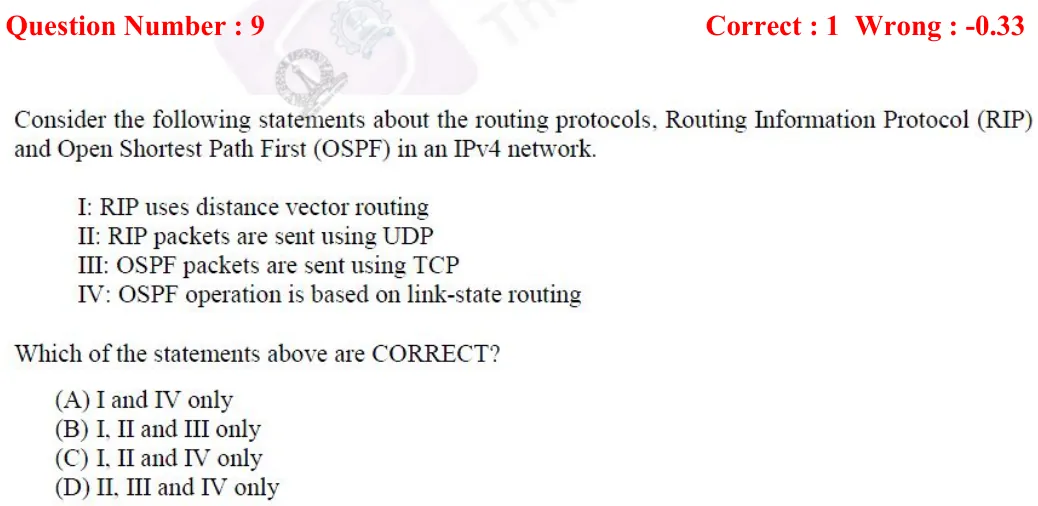 Question Number : 9 Correct : 1 Wrong : -0.33
Consider the following statements about the routing protocols, Routing Information Protocol (RIP)
and Open Shortest Path First (OSPF) in an IPv4 network.
I: RIP uses distance vector routing
II: RIP packets are sent using UDP
III: OSPF packets are sent using TCP
IV: OSPF operation is based on link-state routing
Which of the statements above are CORRECT?
(A) I and IV only
(B) I, II and III only
(C) I, II and IV only
(D) II, III and IV only